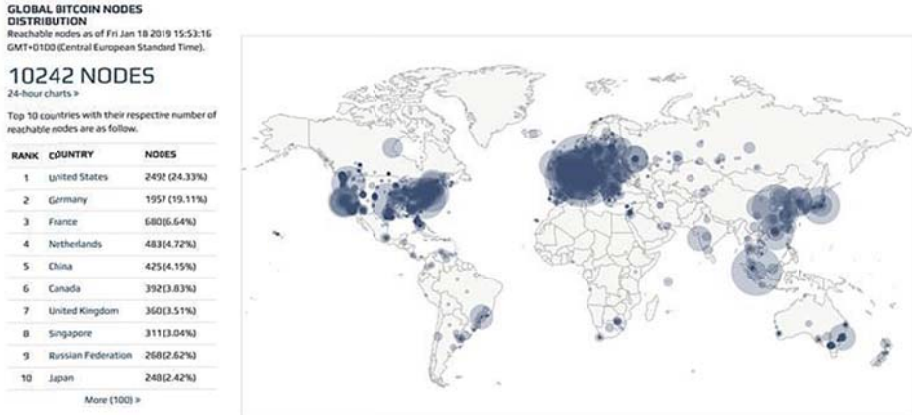 GLOBAL BITCOIN NODES
DISTRIBUTION
Reachable nodes as of Fri Jan 18 2019 15:53:16
GMT+0100 (Central European Standard Time).
10242 NODES
24-hour charts »
Top 10 countries with their respective number of
reachable nodes are as follow.
RANK COUNTRY NODES
1 United States (24.33%)
2 Germany (19.11%)
3 France 680(6.64%)
4 Netherlands 483(4.72%)
5 China 425(4.15%)
6 Canada 392(3.83%)
7 United Kingdom 360(3.51%)
8 Singapore 311(3.04%)
9 Russian Federation 268(2.62%)
10 Japan 248(2.42%)
More (100) »